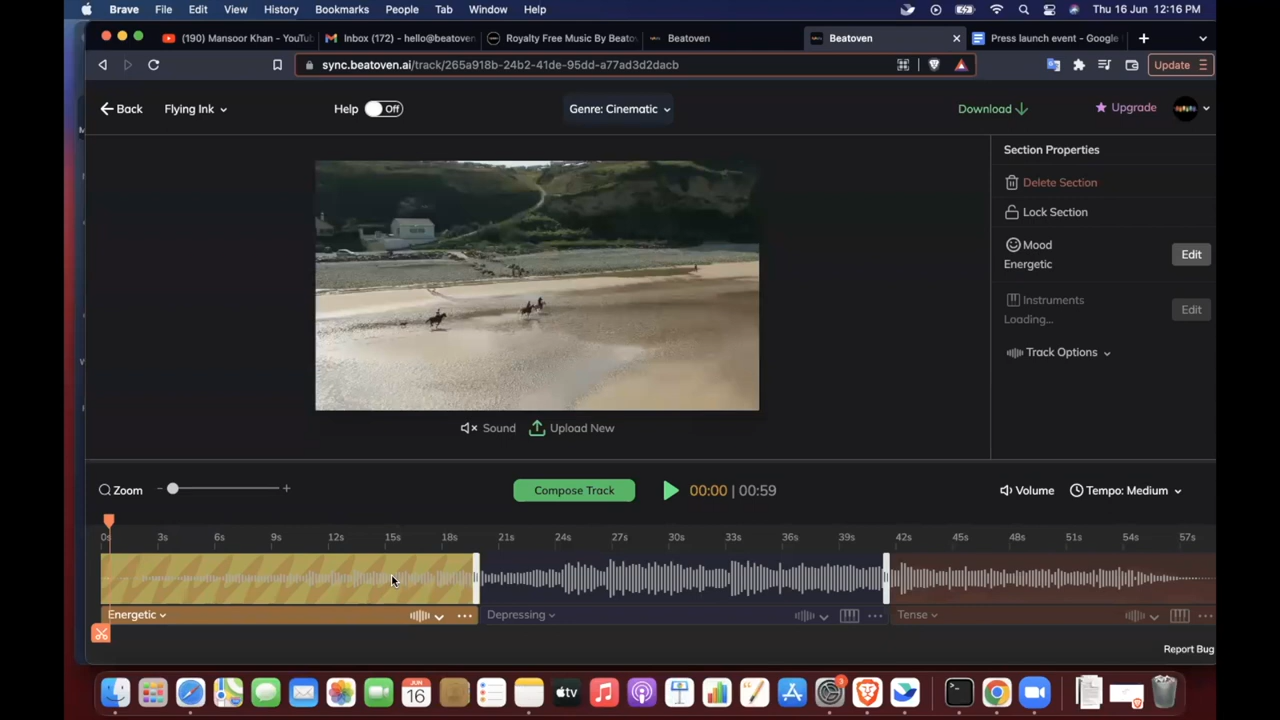 Brave File Edit View History Bookmarks People Tab Window Help Thu 16 Jun 12:16 PM
(190) Mansoor Khan - YouTu Inbox (172) - hello@beatoven Royalty Free Music By Beato Beatoven Beatoven Press launch event - Google
sync.beatoven.ai/track/265a918b-24b2-41de-95dd-a77ad3d2dacb Update
Back Flying Ink Help Off Genre: Cinematic Download Upgrade
Section Properties
Delete Section
Lock Section
Mood
Energetic Edit
Instruments
Loading... Edit
Track Options
Sound Upload New
Zoom Compose Track 00:00 | 00:59 Volume Tempo: Medium
0s 3s 6s 9s 12s 15s 18s 21s 24s 27s 30s 33s 36s 39s 42s 45s 48s 51s 54s 57s
Energetic Depressing Tense
Report Bug
JUN
16
tv
3